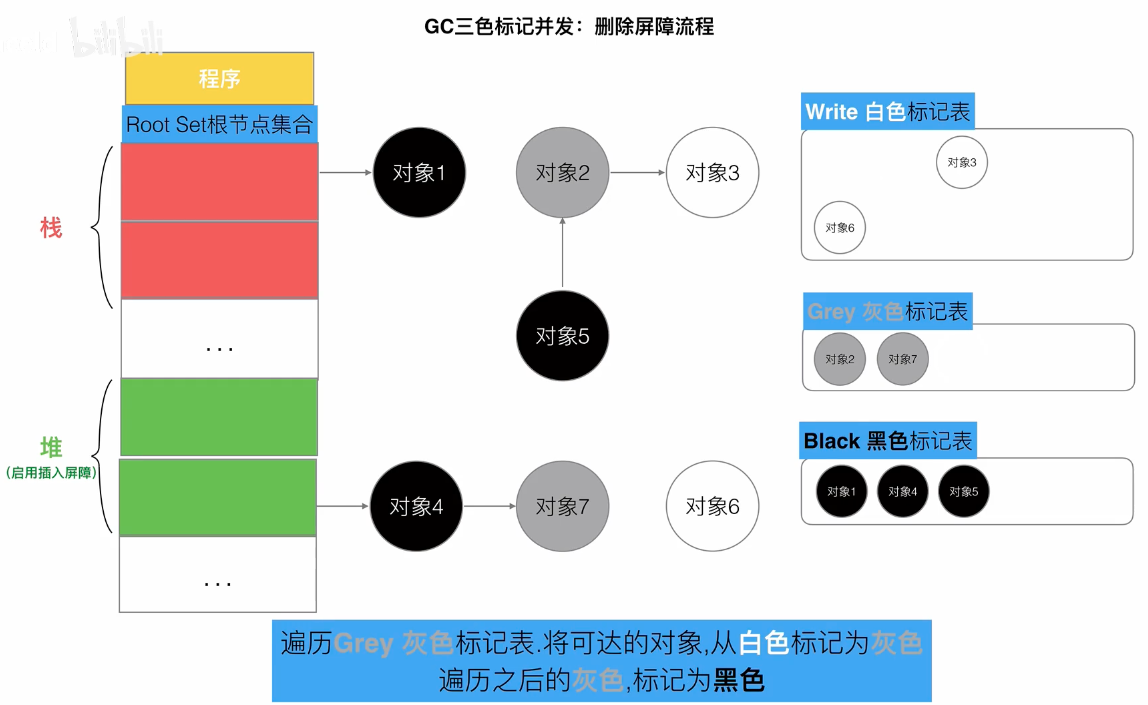 bilibili
GC三色标记并发：删除屏障流程
程序
Root Set根节点集合
栈
...
堆
(启用插入屏障)
...
对象1
对象2
对象3
对象5
对象4
对象7
对象6
Write 白色标记表
对象3
对象6
Grey 灰色标记表
对象2
对象7
Black 黑色标记表
对象1
对象4
对象5
遍历Grey 灰色标记表.将可达的对象,从白色标记为灰色
遍历之后的灰色,标记为黑色